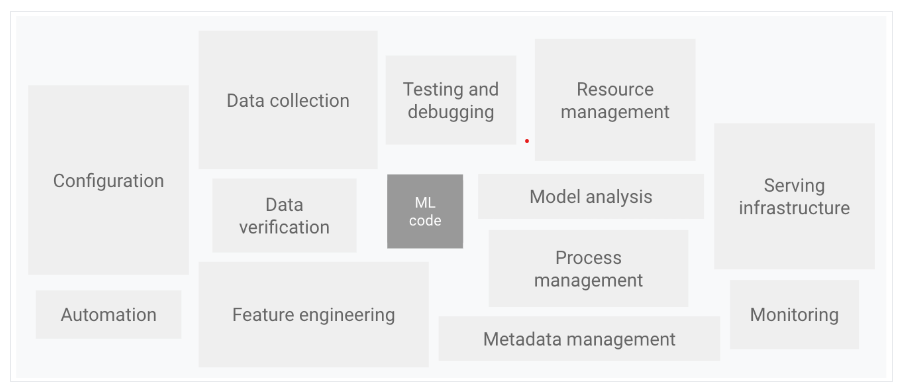 Data collection
Testing and
debugging
Resource
management
Configuration
Serving
infrastructure
Data
verification
ML
code
Model analysis
Process
management
Automation
Feature engineering
Metadata management
Monitoring